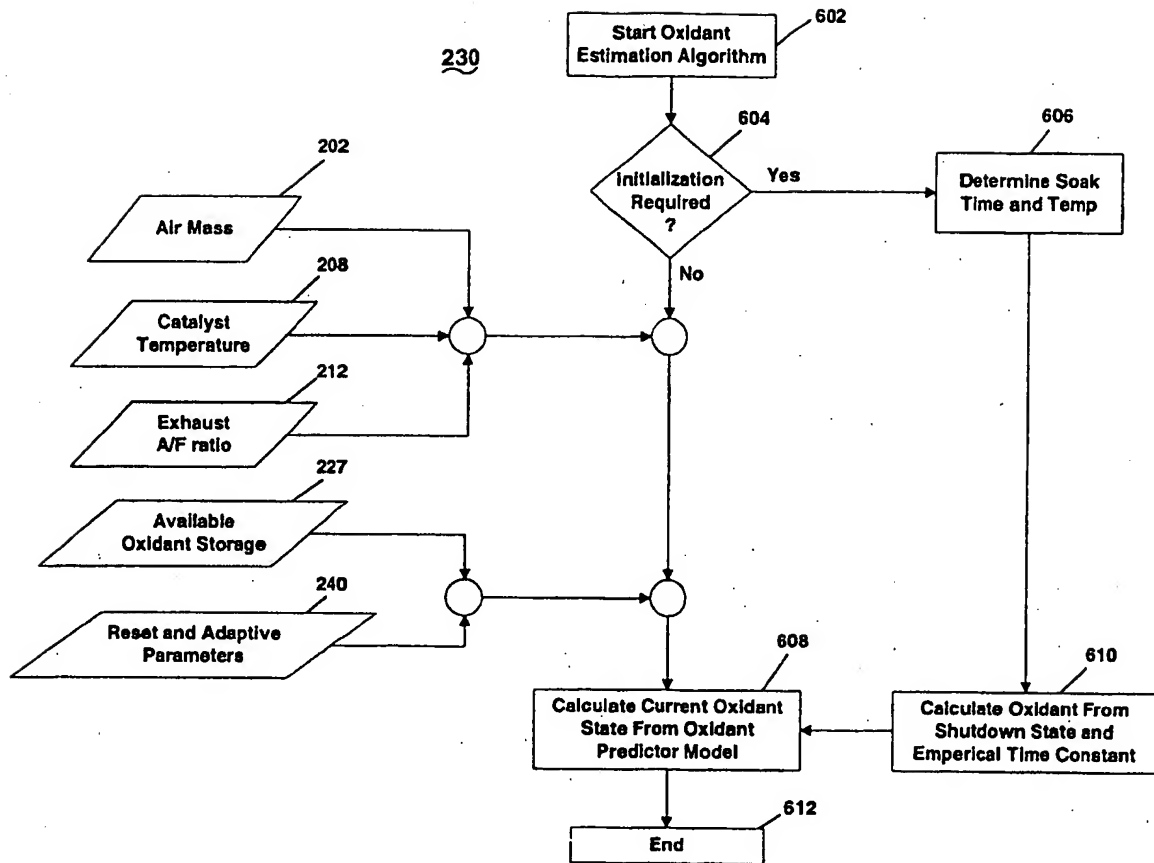 602
Start Oxidant
Estimation Algorithm
230
604
Initialization
Required
?
Yes
No
606
Determine Soak
Time and Temp
202
Air Mass
208
Catalyst
Temperature
212
Exhaust
A/F ratio
227
Available
Oxidant Storage
240
Reset and Adaptive
Parameters
608
Calculate Current Oxidant
State From Oxidant
Predictor Model
610
Calculate Oxidant From
Shutdown State and
Emperical Time Constant
612
End